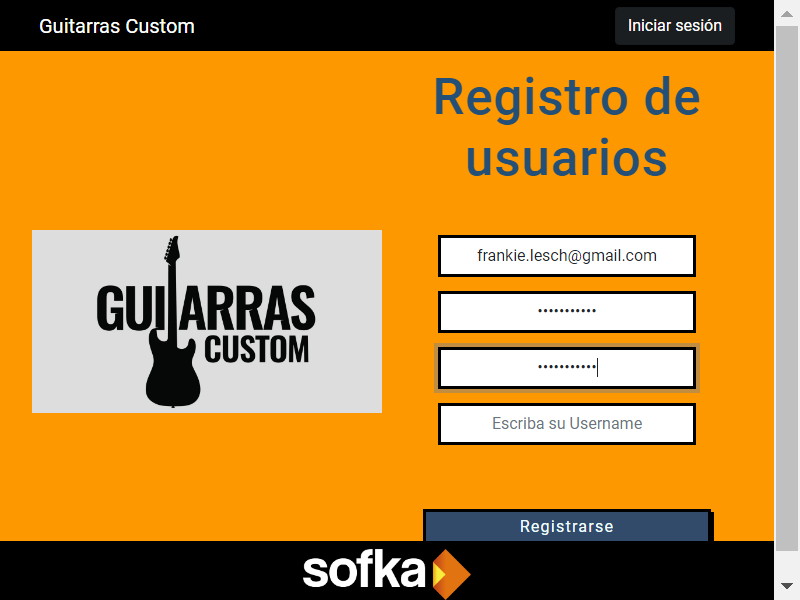 Guitarras Custom
Iniciar sesión
Registro de
usuarios
GUITARRAS
CUSTOM
frankie.lesch@gmail.com
•••••••••••
•••••••••••
Escriba su Username
Registrarse
sofka